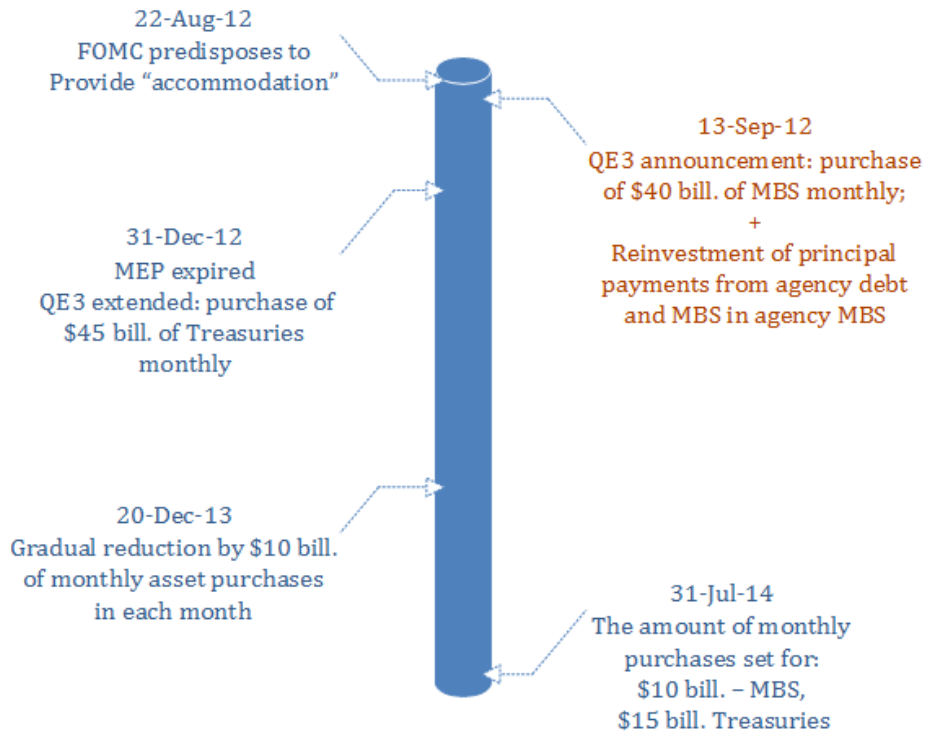 22-Aug-12
FOMC predisposes to
Provide “accommodation”
13-Sep-12
QE3 announcement: purchase
of $40 bill. of MBS monthly;
+
Reinvestment of principal
payments from agency debt
and MBS in agency MBS
31-Dec-12
MEP expired
QE3 extended: purchase of
$45 bill. of Treasuries
monthly
20-Dec-13
Gradual reduction by $10 bill.
of monthly asset purchases
in each month
31-Jul-14
The amount of monthly
purchases set for:
$10 bill. – MBS,
$15 bill. Treasuries